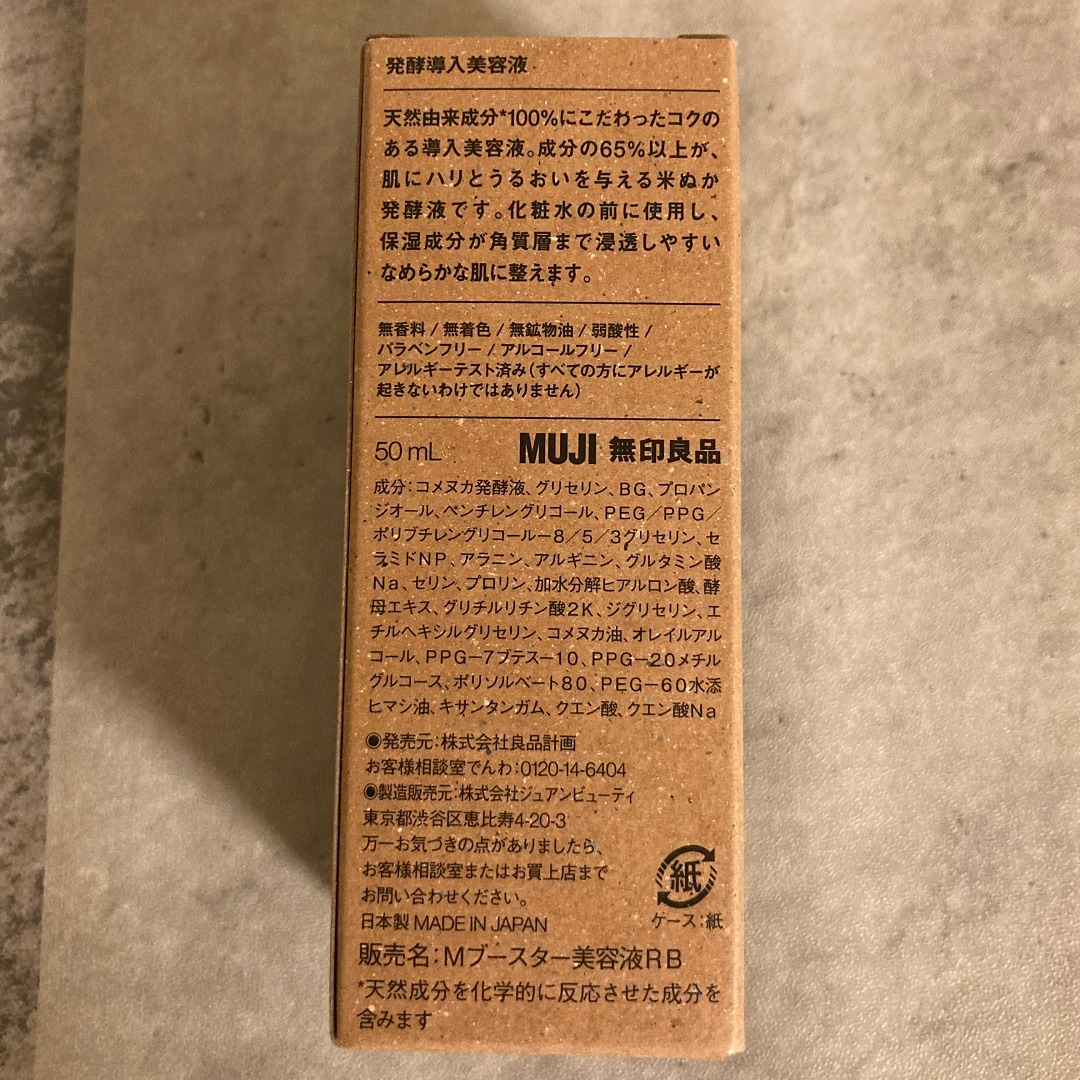 発酵導入美容液
天然由来成分*100%にこだわったコクの
ある導入美容液。成分の65%以上が、
肌にハリとうるおいを与える米ぬか
発酵液です。化粧水の前に使用し、
保湿成分が角質層まで浸透しやすい
なめらかな肌に整えます。
無香料/無着色/無鉱物油/弱酸性/
パラベンフリー/アルコールフリー/
アレルギーテスト済み(すべての方にアレルギーが
起きないわけではありません)
50 mL MUJI 無印良品
成分:コメヌカ発酵液、グリセリン、BG、プロパン
ジオール、ペンチレングリコール、PEG/PPG/
ポリブチレングリコール-8/5/3グリセリン、セ
ラミドNP、アラニン、アルギニン、グルタミン酸
Na、セリン、プロリン、加水分解ヒアルロン酸、酵
母エキス、グリチルリチン酸2K、ジグリセリン、エ
チルヘキシルグリセリン、コメヌカ油、オレイルアル
コール、PPG-7ブテス-10、PPG-20メチル
グルコース、ポリソルベート80、PEG-60水添
ヒマシ油、キサンタンガム、クエン酸、クエン酸Na
◉発売元:株式会社良品計画
お客様相談室でんわ:0120-14-6404
◉製造販売元:株式会社ジュアンビューティ
東京都渋谷区恵比寿4-20-3
万一お気づきの点がありましたら、
お客様相談室またはお買上店まで
お問い合わせください。
日本製 MADE IN JAPAN
紙
ケース:紙
販売名:Mブースター美容液RB
*天然成分を化学的に反応させた成分を
含みます